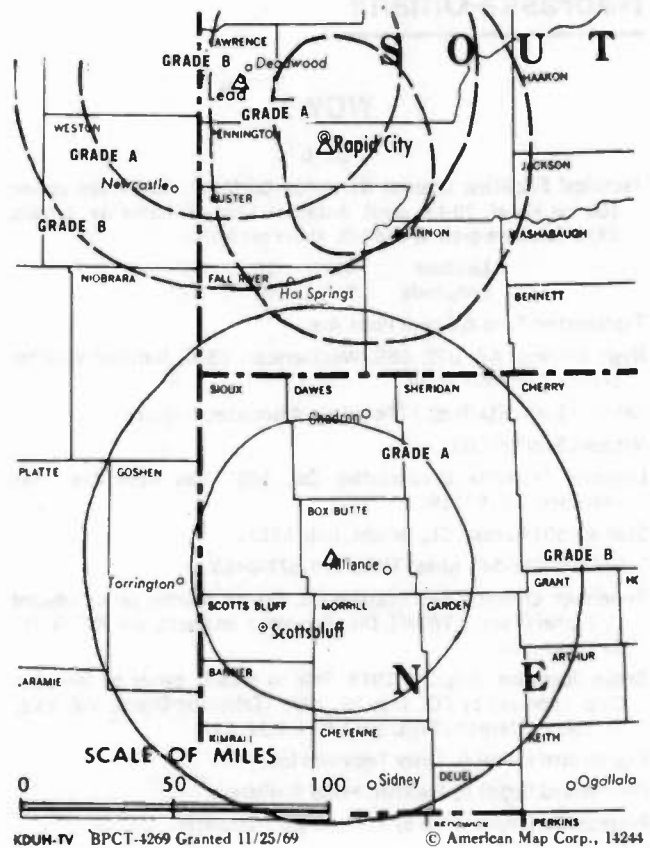 LAWRENCE
S O U T
GRADE B
Deadwood
HAAKON
Lead
GRADE A
WESTON
PENNINGTON
Rapid City
GRADE A
JACKSON
Newcastle
CUSTER
GRADE B
SHANNON
WASHABAUGH
NIOBRARA
FALL RIVER
Hot Springs
BENNETT
SIOUX
DAWES
SHERIDAN
CHERRY
Chadron
GRADE A
PLATTE
GOSHEN
BOX BUTTE
GRADE B
Alliance
GRANT
HO
Torrington
SCOTTS BLUFF
MORRILL
GARDEN
Scottsbluff
ARTHUR
BANNER
N E
LARAMIE
KIMBALL
CHEYENNE
KEITH
SCALE OF MILES
0 50 100
Sidney
DEUEL
Ogallala
SEDGWICK
PERKINS
KDUH-TV BPCT-4269 Granted 11/25/69
© American Map Corp., 14244